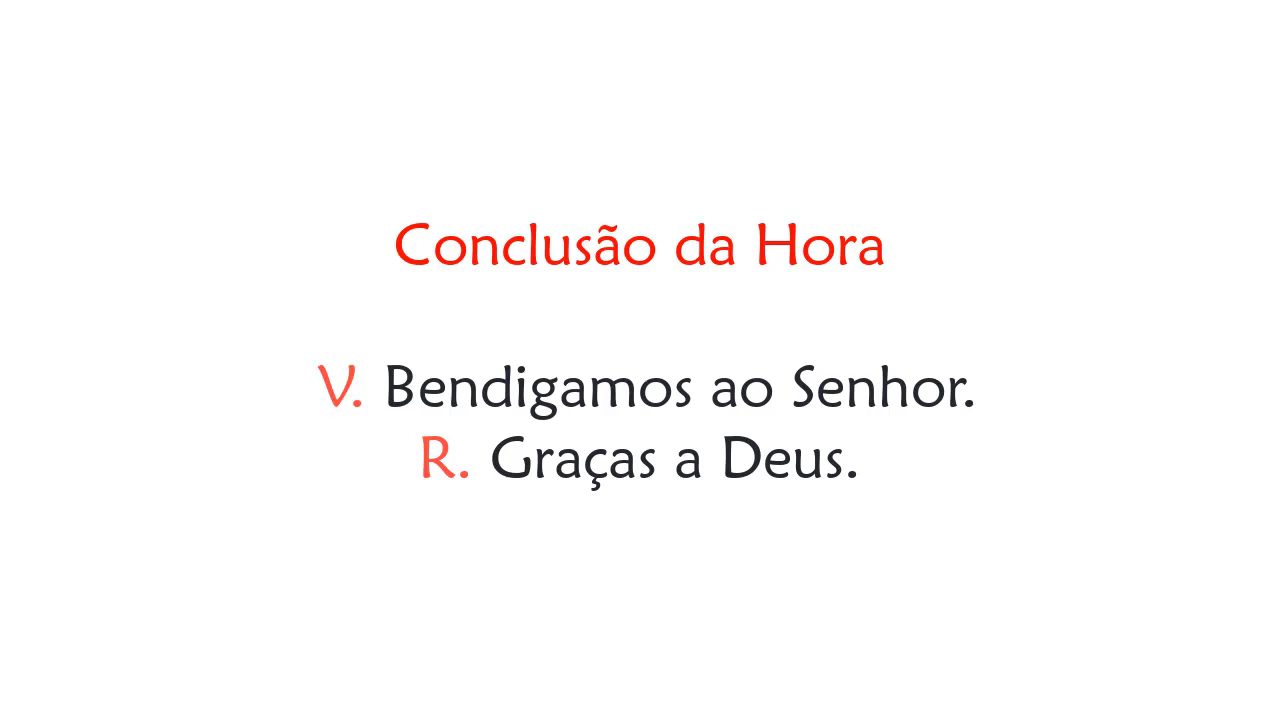 Conclusão da Hora
V. Bendigamos ao Senhor.
R. Graças a Deus.